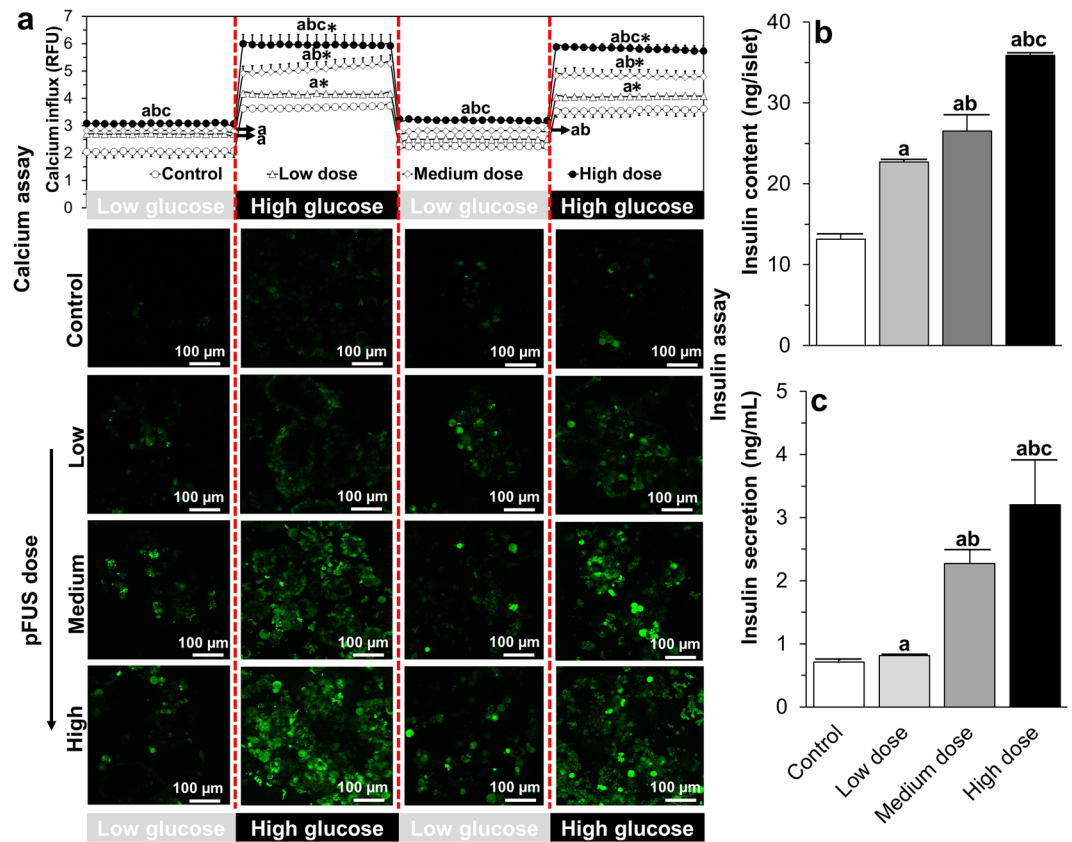 a
Calcium assay
Calcium influx (RFU)
7
6
5
4
3
2
1
0
abc
a
a
abc*
ab*
a*
abc
ab
abc*
ab*
a*
Control
Low dose
Medium dose
High dose
Low glucose
High glucose
Low glucose
High glucose
pFUS dose
Control
100 µm
100 µm
100 µm
100 µm
Low
100 µm
100 µm
100 µm
100 µm
Medium
100 µm
100 µm
100 µm
100 µm
High
100 µm
100 µm
100 µm
100 µm
Low glucose
High glucose
Low glucose
High glucose
Insulin assay
b
Insulin content (ng/islet)
40
30
20
10
0
a
ab
abc
c
Insulin secretion (ng/mL)
5
4
3
2
1
0
a
ab
abc
Control
Low dose
Medium dose
High dose